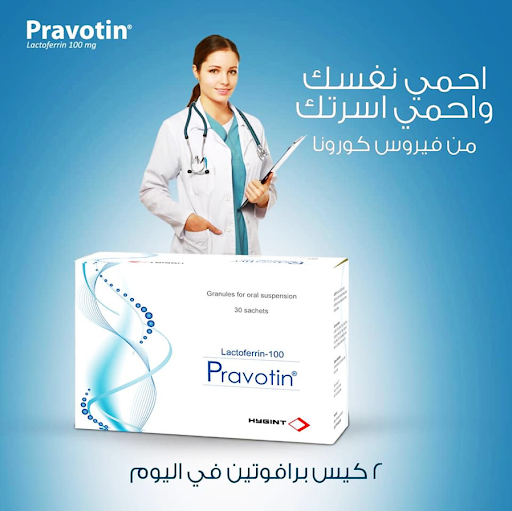 Pravotin®
Lactoferrin 100 mg
احمي نفسك
واحمي اسرتك
من فيروس كورونا
Granules for oral suspension
30 sachets
Lactoferrin-100
Pravotin®
HYGINT
٢ كيس برافوتين في اليوم